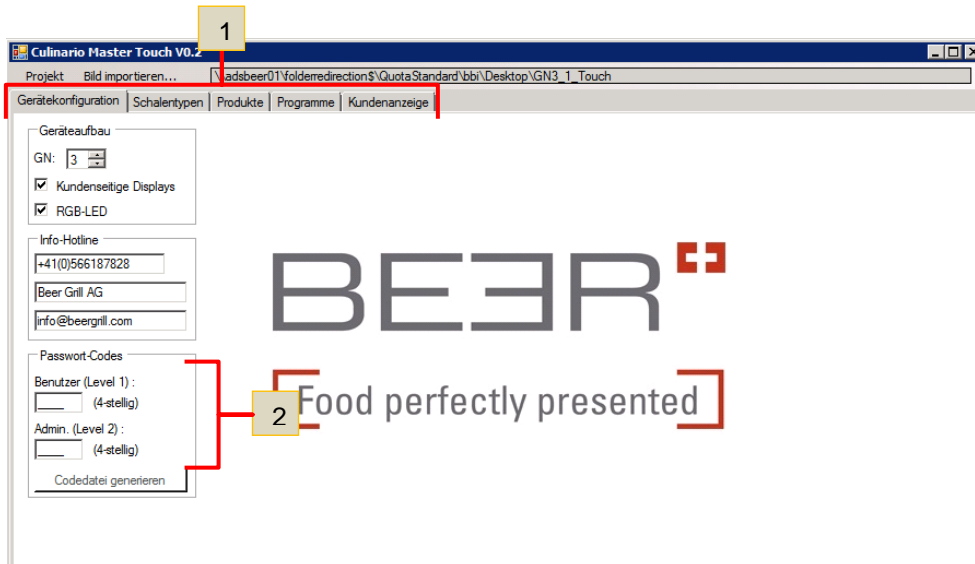 1
Culinario Master Touch V0.2
Projekt Bild importieren... \\adsbeer01\folderredirection$\QuotaStandard\bbi\Desktop\GN3_1_Touch
Gerätekonfiguration Schalentypen Produkte Programme Kundenanzeige
Geräteaufbau
GN: 3
Kundenseitige Displays
RGB-LED
Info-Hotline
+41(0)566187828
Beer Grill AG
info@beergrill.com
Passwort-Codes
Benutzer (Level 1) :
____ (4-stellig)
Admin. (Level 2) :
____ (4-stellig)
Codedatei generieren
2
BEER
Food perfectly presented